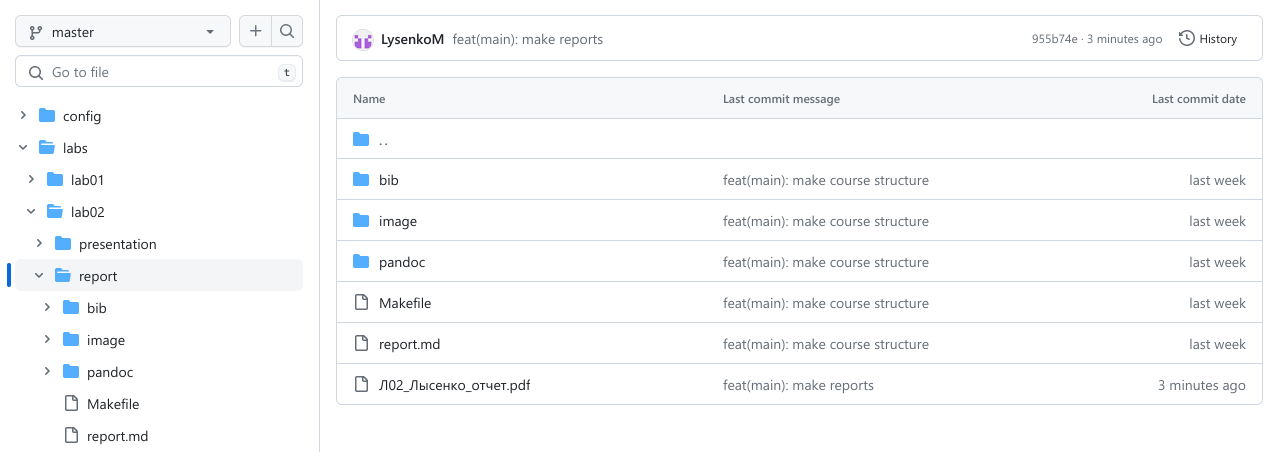 master
Go to file
t
config
labs
lab01
lab02
presentation
report
bib
image
pandoc
Makefile
report.md
LysenkoM feat(main): make reports 955b74e · 3 minutes ago History
Name Last commit message Last commit date
..
bib feat(main): make course structure last week
image feat(main): make course structure last week
pandoc feat(main): make course structure last week
Makefile feat(main): make course structure last week
report.md feat(main): make course structure last week
Л02_Лысенко_отчет.pdf feat(main): make reports 3 minutes ago